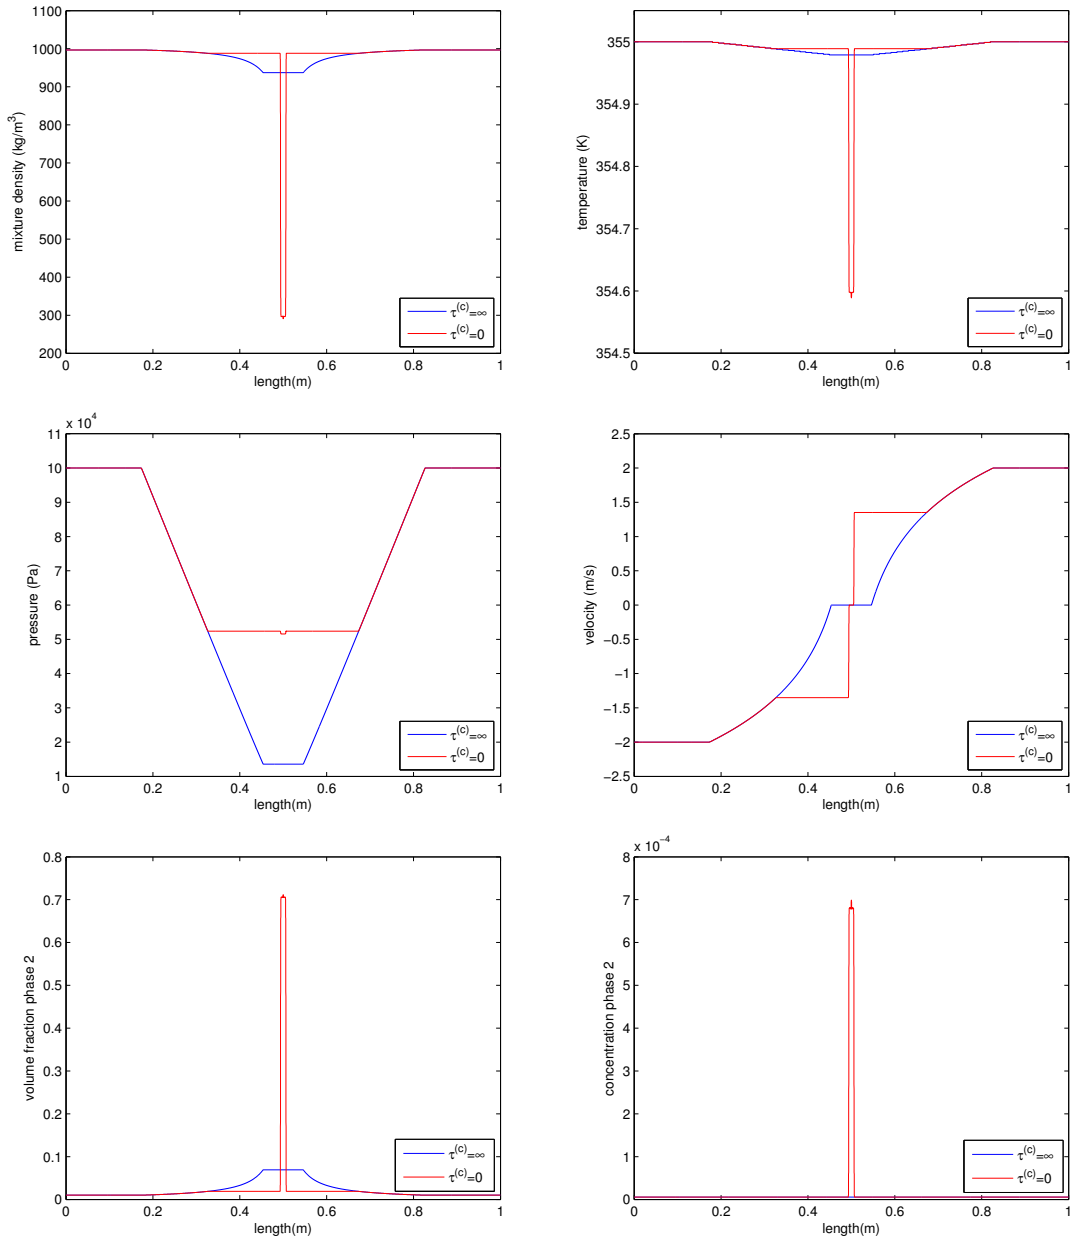 1100
1000
900
800
700
600
500
400
300
200
mixture density (kg/m³)
0 0.2 0.4 0.6 0.8 1
length(m)
τ(c)=∞
τ(c)=0
355
354.9
354.8
354.7
354.6
354.5
temperature (K)
0 0.2 0.4 0.6 0.8 1
length(m)
τ(c)=∞
τ(c)=0
x 10⁴
11
10
9
8
7
6
5
4
3
2
1
pressure (Pa)
0 0.2 0.4 0.6 0.8 1
length(m)
τ(c)=∞
τ(c)=0
2.5
2
1.5
1
0.5
0
−0.5
−1
−1.5
−2
−2.5
velocity (m/s)
0 0.2 0.4 0.6 0.8 1
length(m)
τ(c)=∞
τ(c)=0
0.8
0.7
0.6
0.5
0.4
0.3
0.2
0.1
0
volume fraction phase 2
0 0.2 0.4 0.6 0.8 1
length(m)
τ(c)=∞
τ(c)=0
x 10⁻⁴
8
7
6
5
4
3
2
1
0
concentration phase 2
0 0.2 0.4 0.6 0.8 1
length(m)
τ(c)=∞
τ(c)=0